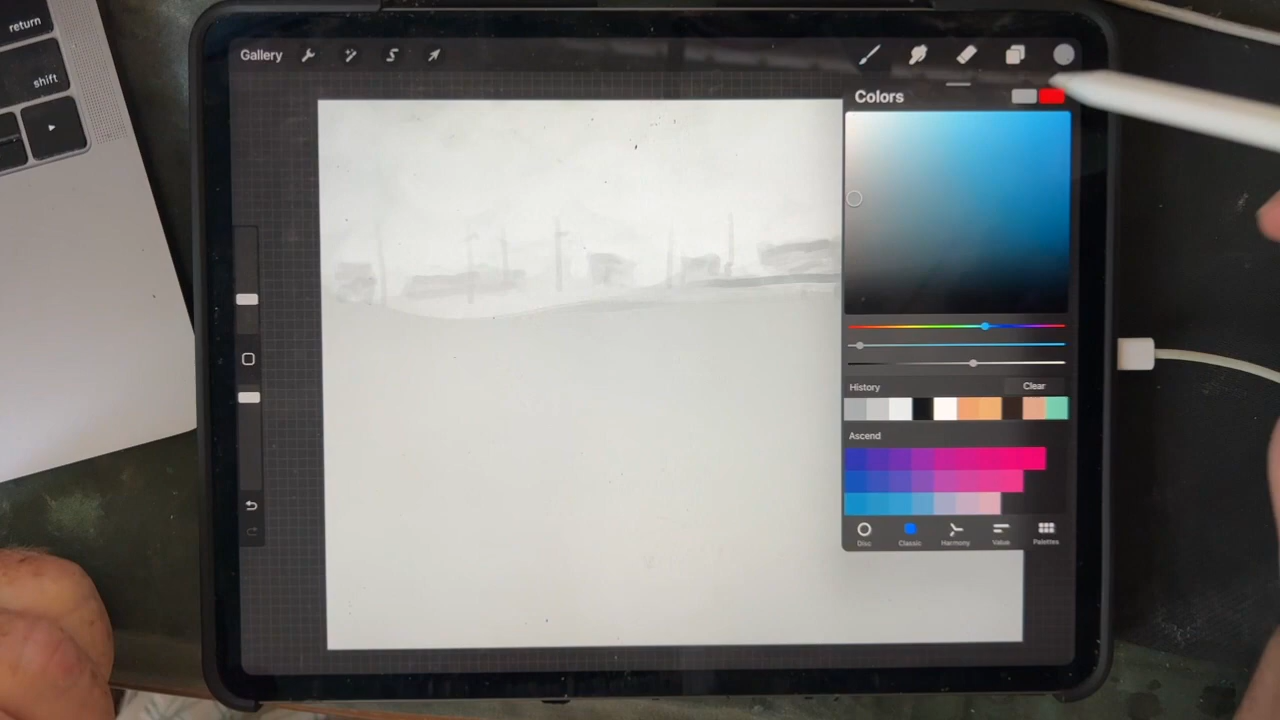 return
shift
Gallery
Colors
History
Clear
Ascend
Disc
Classic
Harmony
Value
Palettes